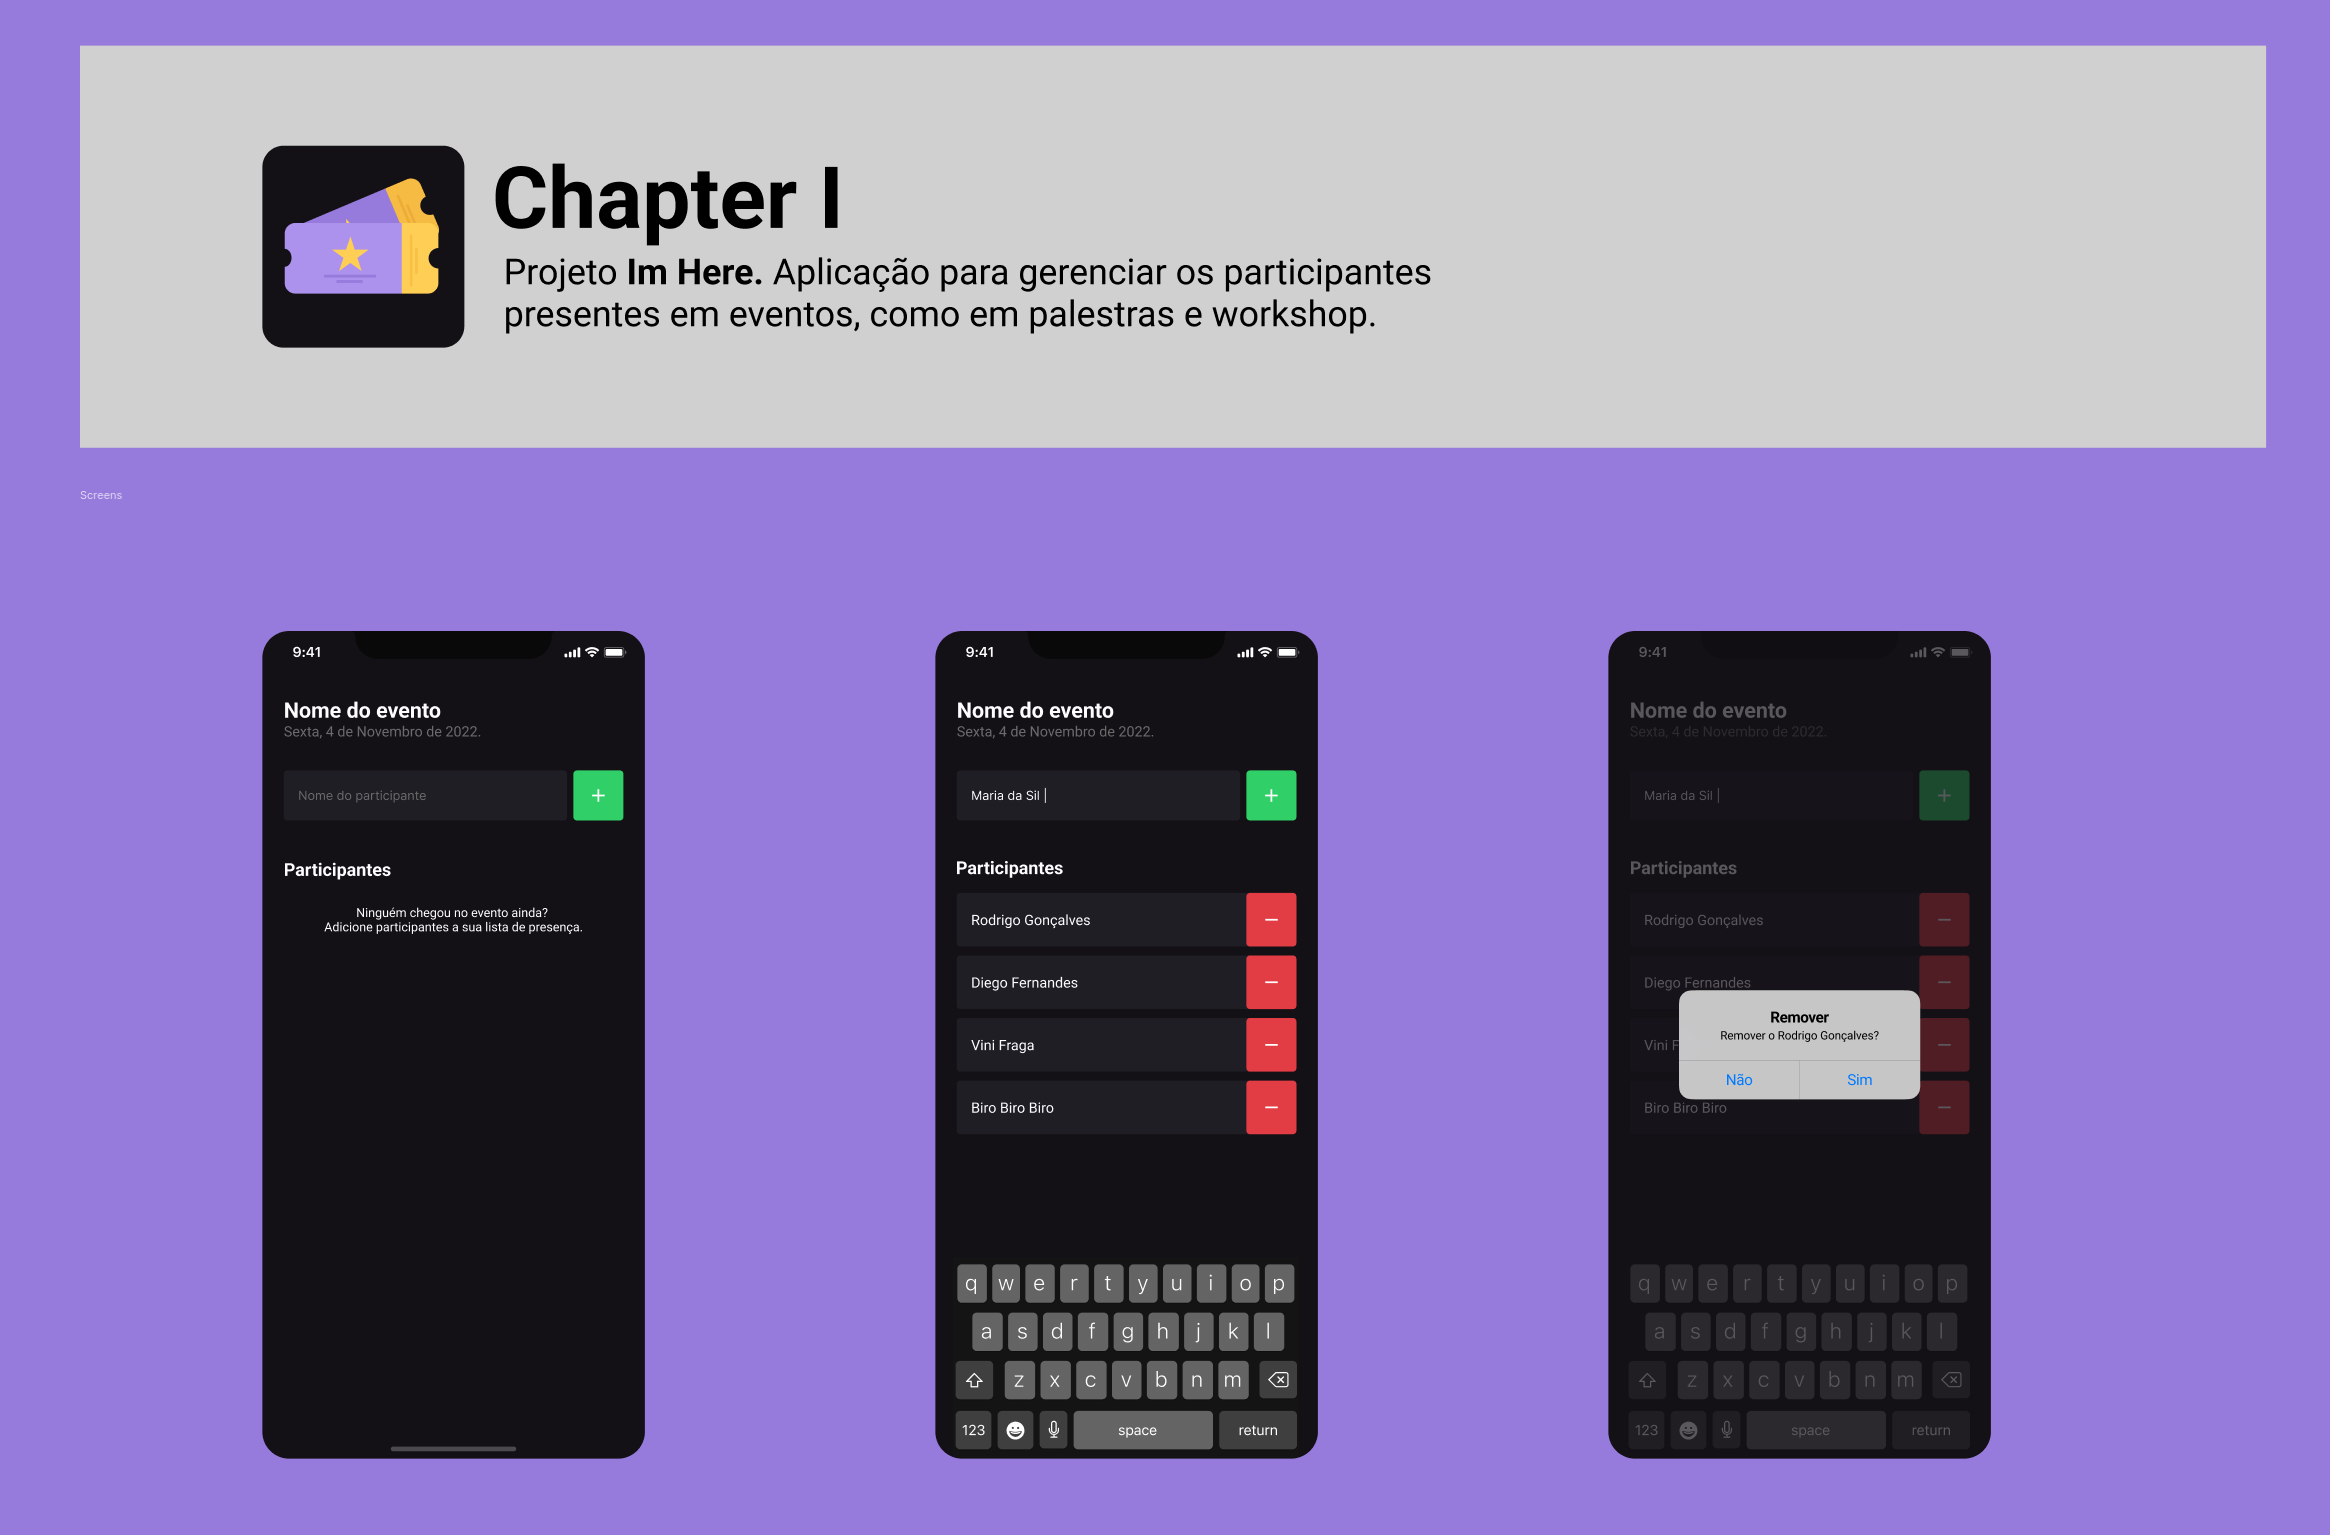 Chapter I
Projeto Im Here. Aplicação para gerenciar os participantes
presentes em eventos, como em palestras e workshop.
Screens
9:41
Nome do evento
Sexta, 4 de Novembro de 2022.
Nome do participante
+
Participantes
Ninguém chegou no evento ainda?
Adicione participantes a sua lista de presença.
9:41
Nome do evento
Sexta, 4 de Novembro de 2022.
Maria da Sil |
+
Participantes
Rodrigo Gonçalves
Diego Fernandes
Vini Fraga
Biro Biro Biro
q w e r t y u i o p
a s d f g h j k l
z x c v b n m
123 space return
9:41
Nome do evento
Sexta, 4 de Novembro de 2022.
Maria da Sil |
+
Participantes
Rodrigo Gonçalves
Diego Fernandes
Remover
Remover o Rodrigo Gonçalves?
Vini F
Não Sim
Biro Biro Biro
q w e r t y u i o p
a s d f g h j k l
z x c v b n m
123 space return